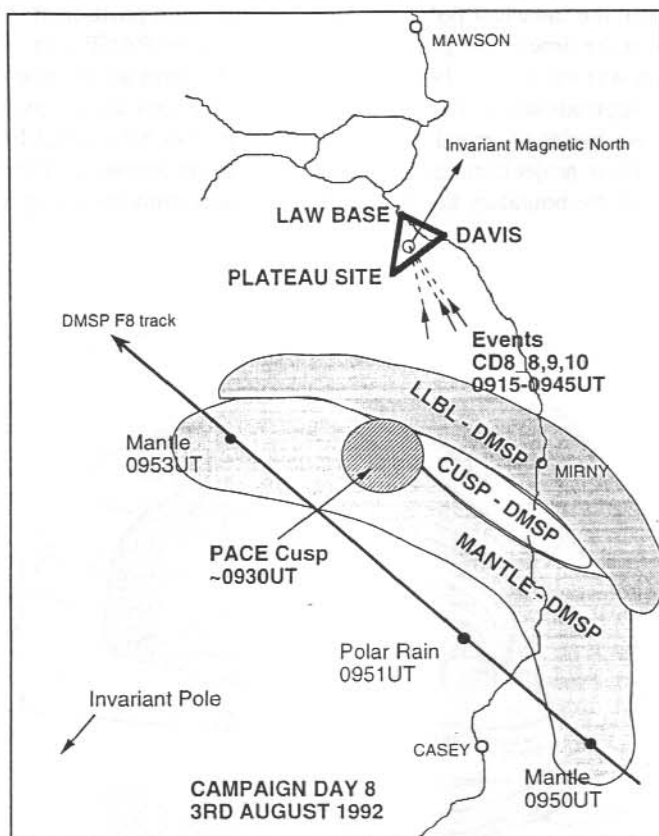 MAWSON
Invariant Magnetic North
LAW BASE
DAVIS
PLATEAU SITE
DMSP F8 track
Events
CD8_8,9,10
0915-0945UT
LLBL - DMSP
Mantle
0953UT
MIRNY
CUSP - DMSP
PACE Cusp
~0930UT
MANTLE - DMSP
Polar Rain
0951UT
Invariant Pole
CASEY
CAMPAIGN DAY 8
3RD AUGUST 1992
Mantle
0950UT